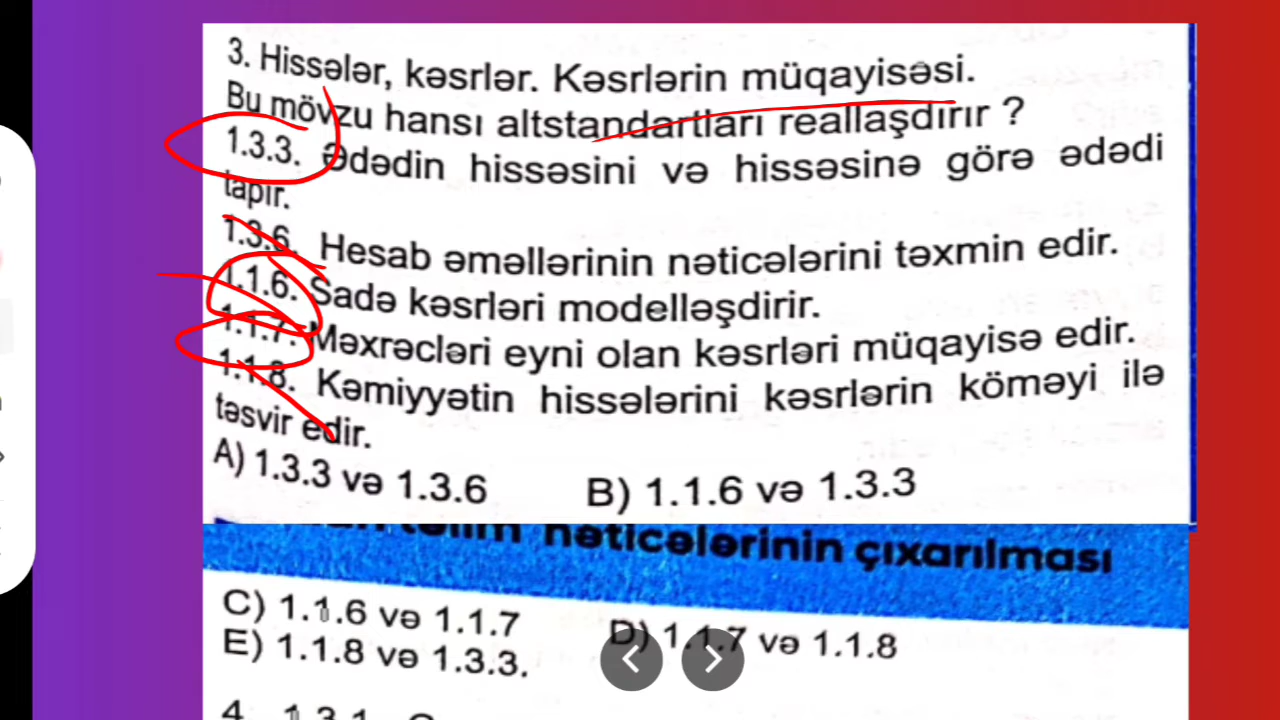 3. Hissələr, kəsrlər. Kəsrlərin müqayisəsi.
Bu mövzu hansı altstandartları reallaşdırır ?
1.3.3. Ədədin hissəsini və hissəsinə görə ədədi
tapır.
1.3.6. Hesab əməllərinin nəticələrini təxmin edir.
1.1.6. Sadə kəsrləri modelləşdirir.
1.1.7. Məxrəcləri eyni olan kəsrləri müqayisə edir.
1.1.8. Kəmiyyətin hissələrini kəsrlərin köməyi ilə
təsvir edir.
A) 1.3.3 və 1.3.6 B) 1.1.6 və 1.3.3
təlim nəticələrinin çıxarılması
C) 1.1.6 və 1.1.7 D) 1.1.7 və 1.1.8
E) 1.1.8 və 1.3.3.